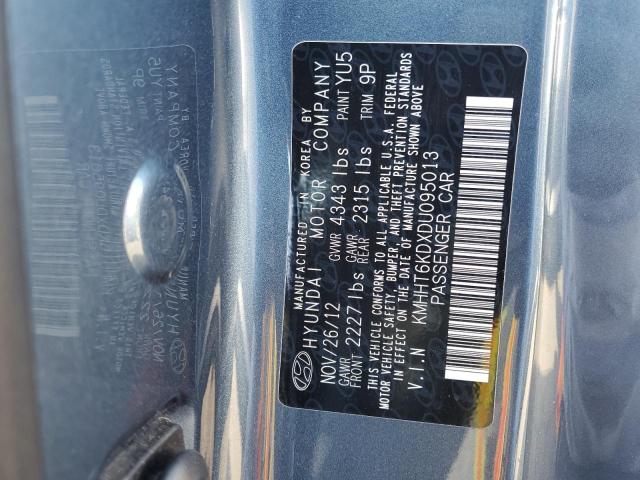 MANUFACTURED IN KOREA BY
HYUNDAI MOTOR COMPANY
NOV/26/12 GVWR 4343 lbs PAINT YU5
GAWR FRONT 2227 lbs GAWR REAR 2315 lbs TRIM 9P
THIS VEHICLE CONFORMS TO ALL APPLICABLE U.S.A. FEDERAL
MOTOR VEHICLE SAFETY, BUMPER, AND THEFT PREVENTION STANDARDS
IN EFFECT ON THE DATE OF MANUFACTURE SHOWN ABOVE
V.I.N KMHHT6KDXDU095013
PASSENGER CAR